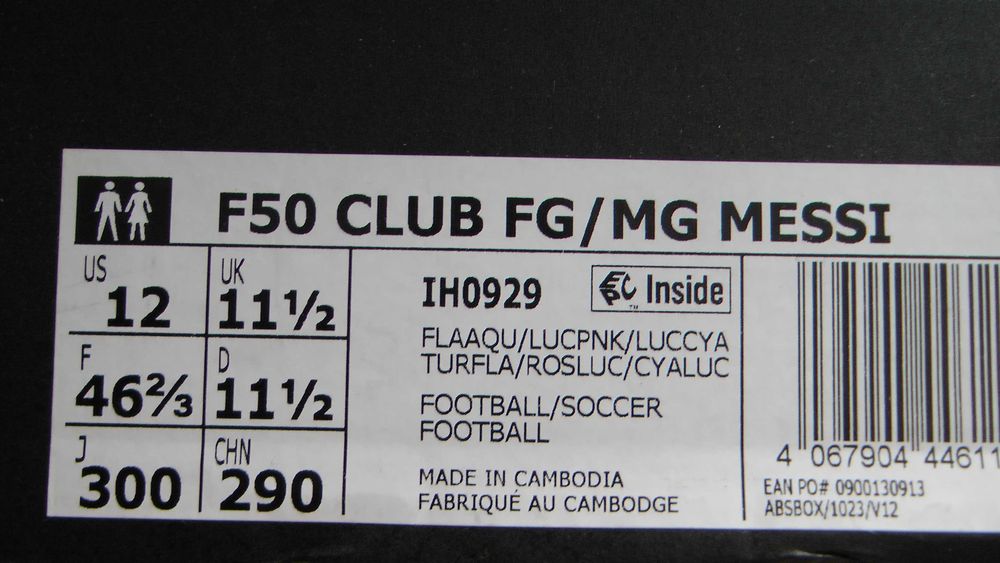 F50 CLUB FG/MG MESSI
US
12
UK
11½
F
46⅔
D
11½
J
300
CHN
290
IH0929
EPC Inside
™
FLAAQU/LUCPNK/LUCCYA
TURFLA/ROSLUC/CYALUC
FOOTBALL/SOCCER
FOOTBALL
MADE IN CAMBODIA
FABRIQUÉ AU CAMBODGE
4 067904 44611
EAN PO# 0900130913
ABSBOX/1023/V12